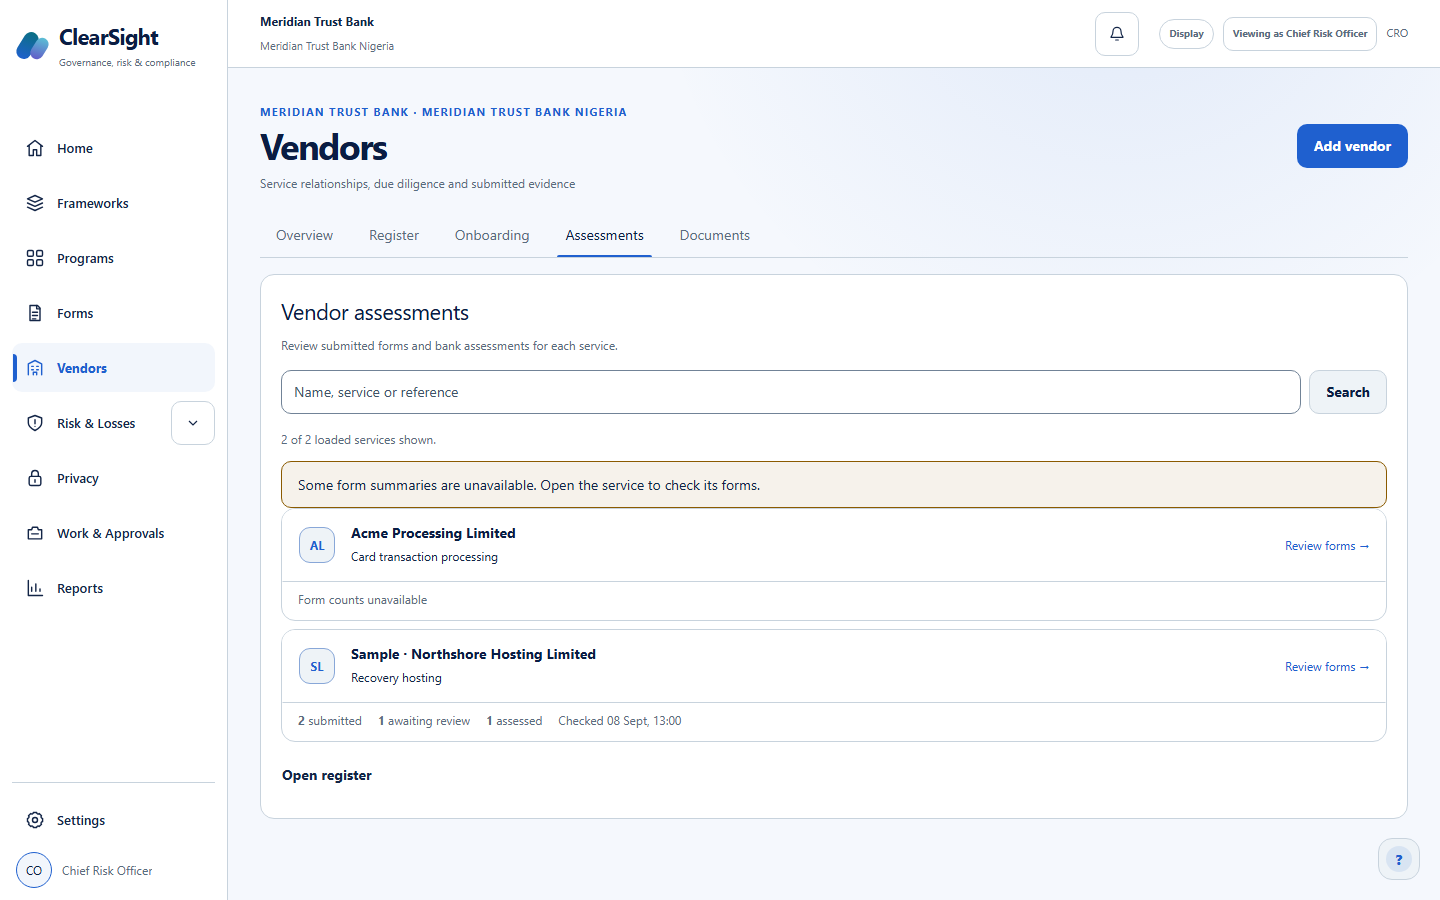 ClearSight
Governance, risk & compliance
Home
Frameworks
Programs
Forms
Vendors
Risk & Losses
Privacy
Work & Approvals
Reports
Settings
CO
Chief Risk Officer
Meridian Trust Bank
Meridian Trust Bank Nigeria
Display
Viewing as Chief Risk Officer
CRO
MERIDIAN TRUST BANK · MERIDIAN TRUST BANK NIGERIA
Vendors
Service relationships, due diligence and submitted evidence
Add vendor
Overview
Register
Onboarding
Assessments
Documents
Vendor assessments
Review submitted forms and bank assessments for each service.
Name, service or reference
Search
2 of 2 loaded services shown.
Some form summaries are unavailable. Open the service to check its forms.
AL
Acme Processing Limited
Card transaction processing
Review forms →
Form counts unavailable
SL
Sample · Northshore Hosting Limited
Recovery hosting
Review forms →
2 submitted 1 awaiting review 1 assessed Checked 08 Sept, 13:00
Open register
?